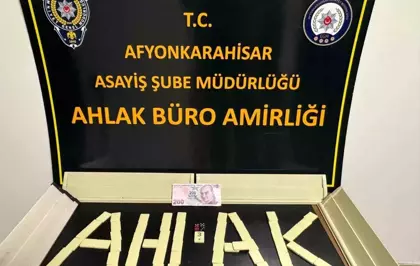 T.C.
AFYONKARAHİSAR
ASAYİŞ ŞUBE MÜDÜRLÜĞÜ
AHLAK BÜRO AMİRLİĞİ
200
AHLAK